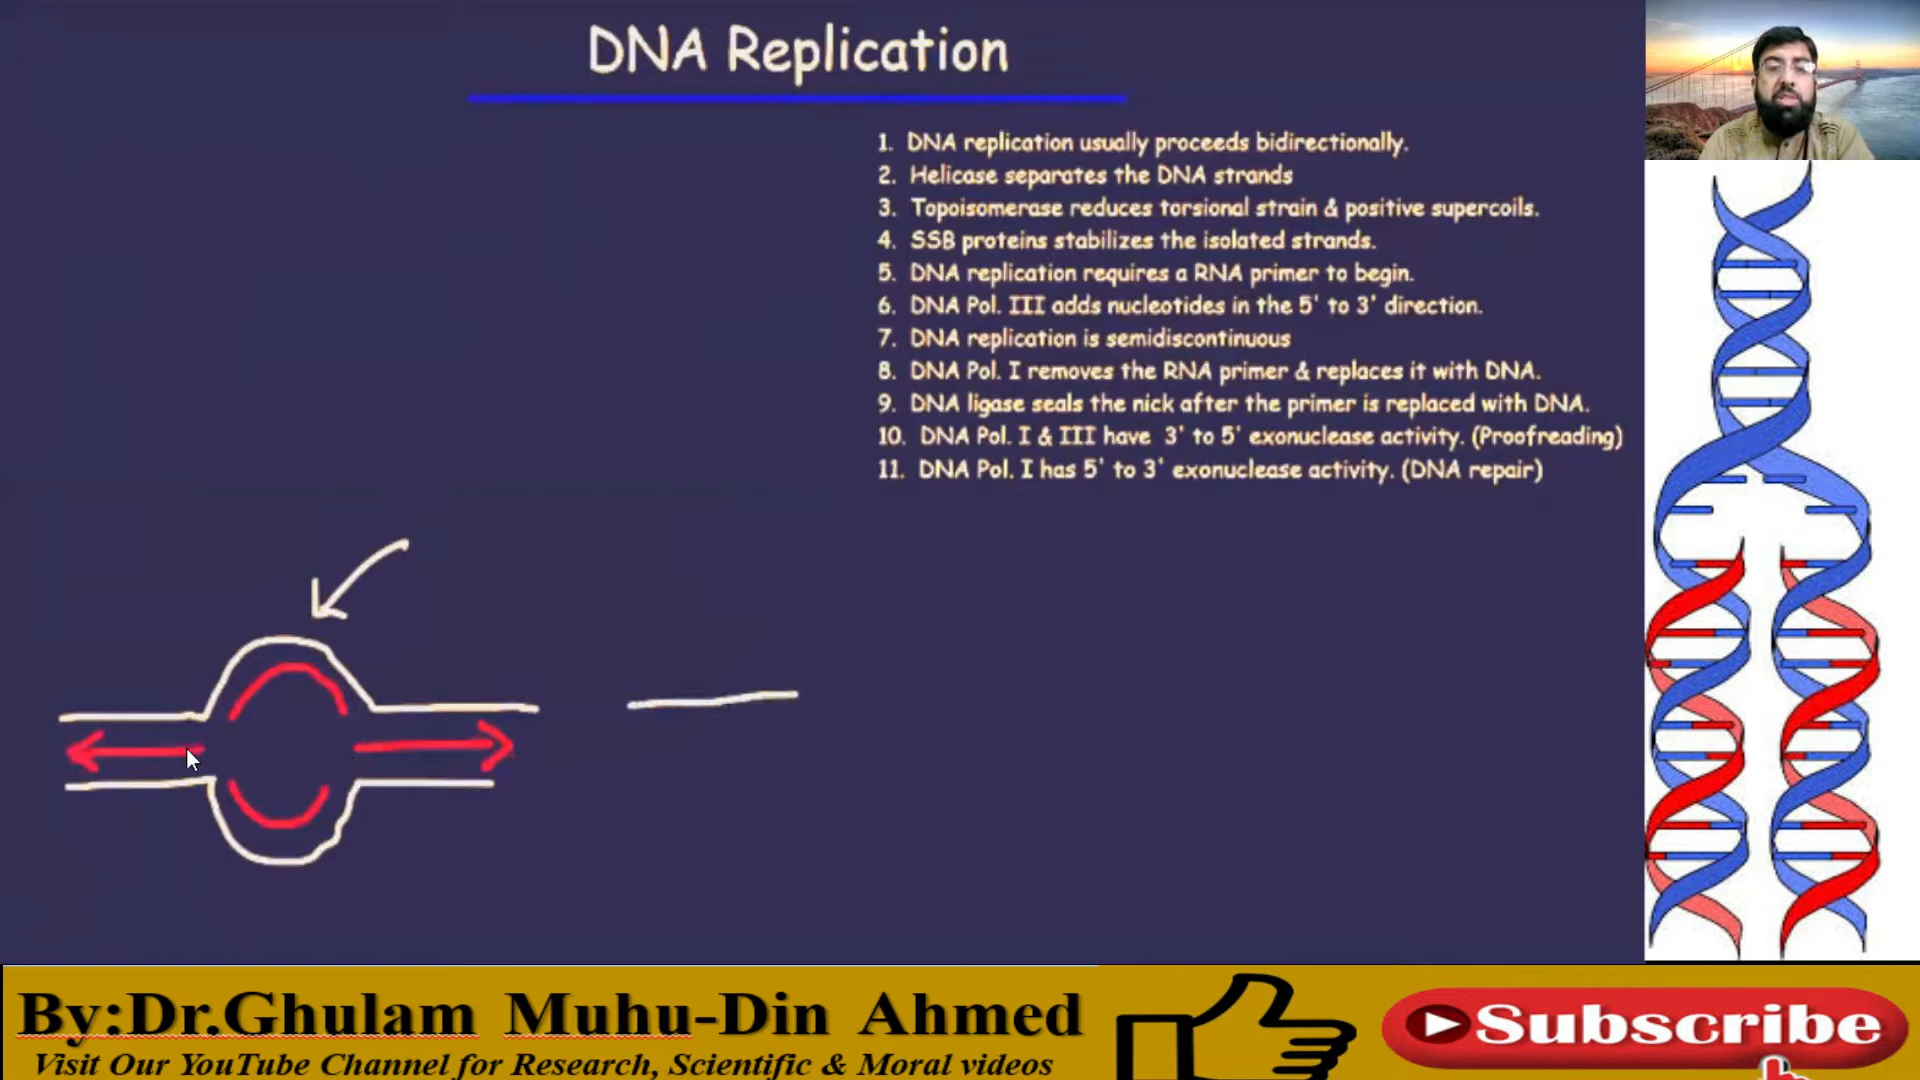 DNA Replication
1. DNA replication usually proceeds bidirectionally.
2. Helicase separates the DNA strands
3. Topoisomerase reduces torsional strain & positive supercoils.
4. SSB proteins stabilizes the isolated strands.
5. DNA replication requires a RNA primer to begin.
6. DNA Pol. III adds nucleotides in the 5' to 3' direction.
7. DNA replication is semidiscontinuous
8. DNA Pol. I removes the RNA primer & replaces it with DNA.
9. DNA ligase seals the nick after the primer is replaced with DNA.
10. DNA Pol. I & III have 3' to 5' exonuclease activity. (Proofreading)
11. DNA Pol. I has 5' to 3' exonuclease activity. (DNA repair)
By:Dr.Ghulam Muhu-Din Ahmed
Visit Our YouTube Channel for Research, Scientific & Moral videos
Subscribe